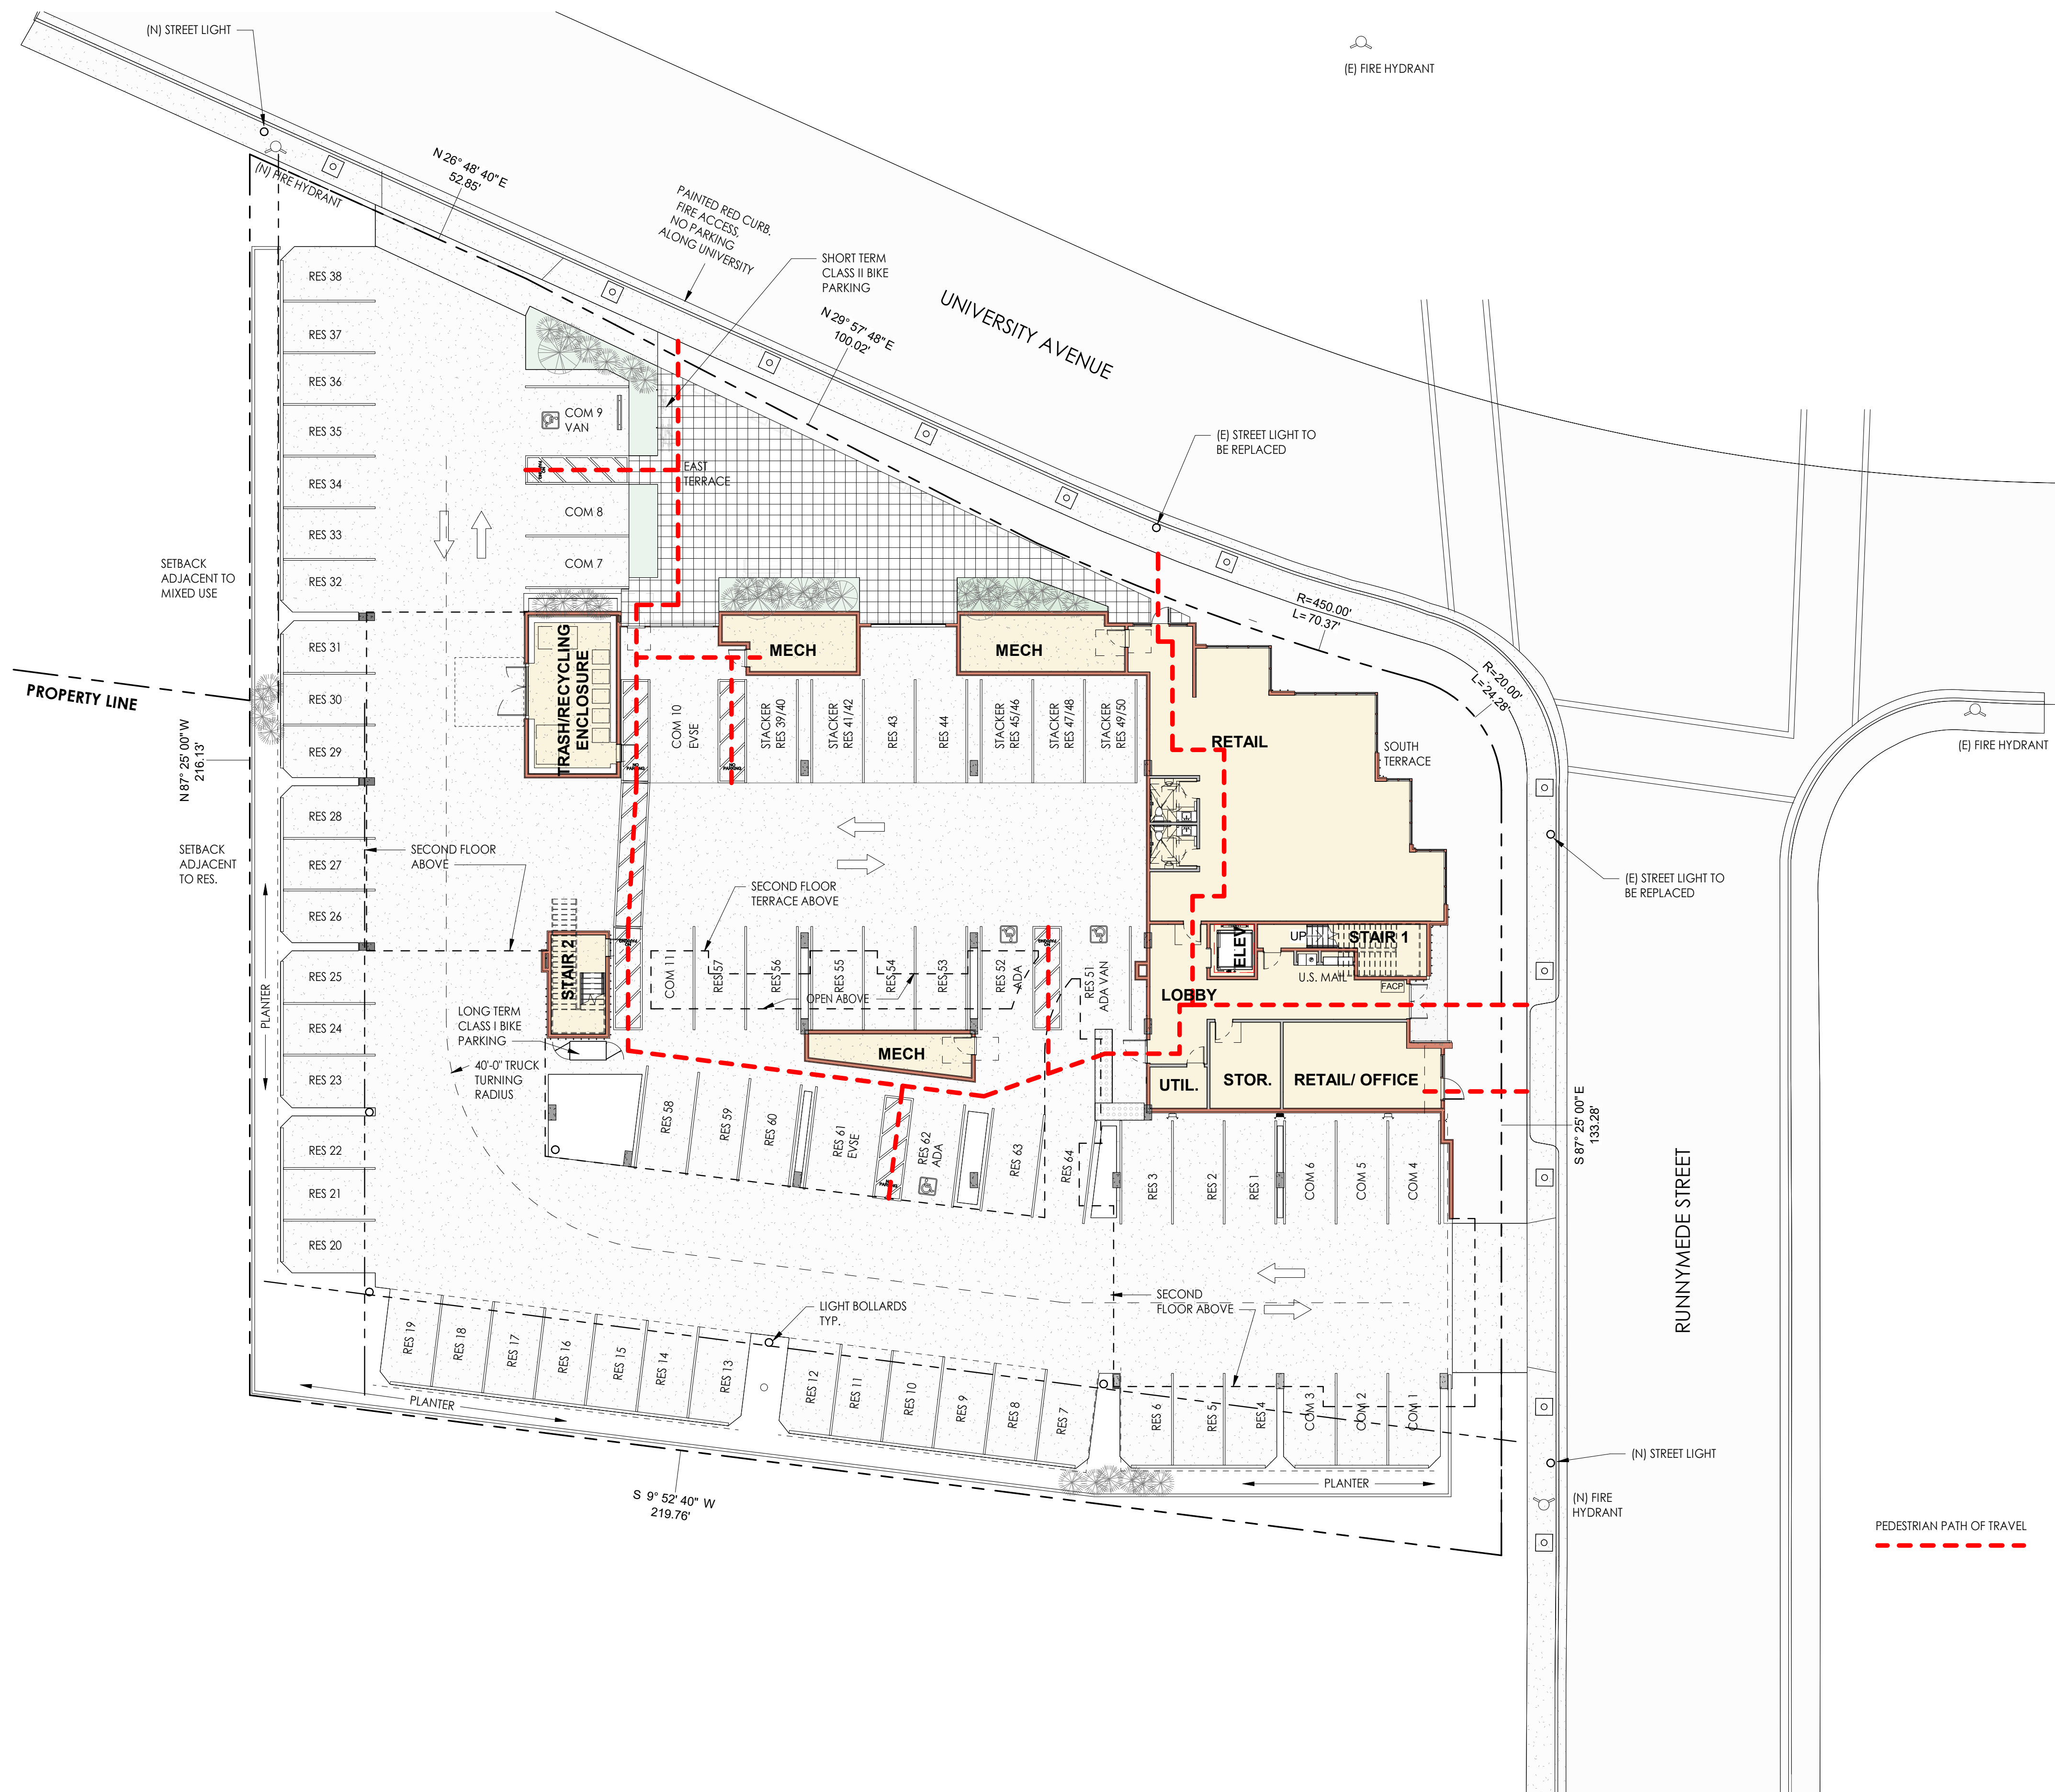 (N) STREET LIGHT
(E) FIRE HYDRANT
(N) FIRE HYDRANT
N 26° 48' 40" E
52.85'
PAINTED RED CURB,
FIRE ACCESS,
NO PARKING
ALONG UNIVERSITY
SHORT TERM
CLASS II BIKE
PARKING
N 29° 57' 48" E
100.02'
UNIVERSITY AVENUE
(E) STREET LIGHT TO
BE REPLACED
RES 38
RES 37
RES 36
RES 35
RES 34
RES 33
RES 32
RES 31
RES 30
RES 29
RES 28
RES 27
RES 26
RES 25
RES 24
RES 23
RES 22
RES 21
RES 20
COM 9
VAN
NO
PARKING
EAST
TERRACE
COM 8
COM 7
SETBACK
ADJACENT TO
MIXED USE
PROPERTY LINE
N 87° 25' 00" W
216.13'
SETBACK
ADJACENT
TO RES.
SECOND FLOOR
ABOVE
PLANTER
TRASH/RECYCLING
ENCLOSURE
MECH
MECH
COM 10
EVSE
NO
PARKING
NO
PARKING
STACKER
RES 39/40
STACKER
RES 41/42
RES 43
RES 44
STACKER
RES 45/46
STACKER
RES 47/48
STACKER
RES 49/50
RETAIL
SOUTH
TERRACE
R=450.00'
L=70.37'
R=20.00'
L=24.28'
(E) FIRE HYDRANT
(E) STREET LIGHT TO
BE REPLACED
SECOND FLOOR
TERRACE ABOVE
STAIR 2
NO
PARKING
COM 11
RES 57
RES 56
RES 55
RES 54
RES 53
RES 52
ADA
NO
PARKING
RES 51
ADA VAN
OPEN ABOVE
ELEV
UP
STAIR 1
U.S. MAIL
FACP
LOBBY
UTIL.
STOR.
RETAIL/ OFFICE
LONG TERM
CLASS I BIKE
PARKING
40'-0" TRUCK
TURNING
RADIUS
MECH
RES 58
RES 59
RES 60
RES 61
EVSE
NO
PARKING
RES 62
ADA
RES 63
RES 64
RES 3
RES 2
RES 1
COM 6
COM 5
COM 4
S 87° 25' 00" E
133.28'
RUNNYMEDE STREET
SECOND
FLOOR ABOVE
LIGHT BOLLARDS
TYP.
RES 19
RES 18
RES 17
RES 16
RES 15
RES 14
RES 13
RES 12
RES 11
RES 10
RES 9
RES 8
RES 7
RES 6
RES 5
RES 4
COM 3
COM 2
COM 1
PLANTER
PLANTER
S 9° 52' 40" W
219.76'
(N) STREET LIGHT
(N) FIRE
HYDRANT
PEDESTRIAN PATH OF TRAVEL